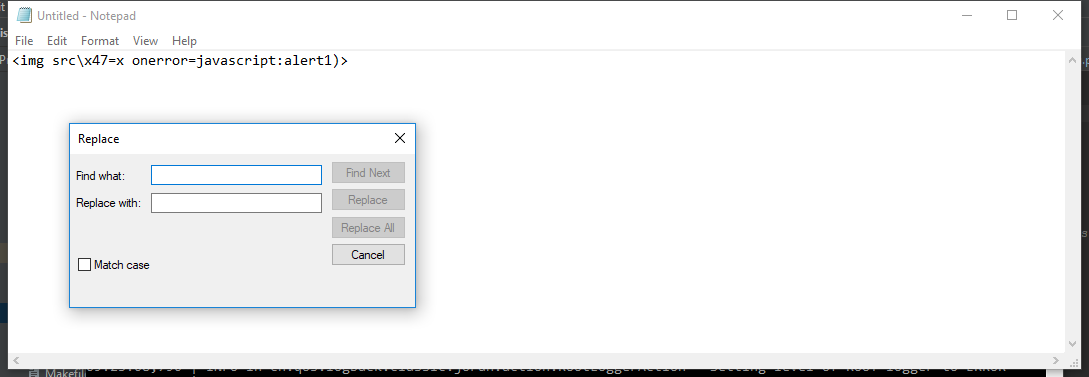 Untitled - Notepad
File Edit Format View Help
<img src\x47=x onerror=javascript:alert1)>
Replace
Find what:
Find Next
Replace with:
Replace
Replace All
Cancel
Match case
Makefil